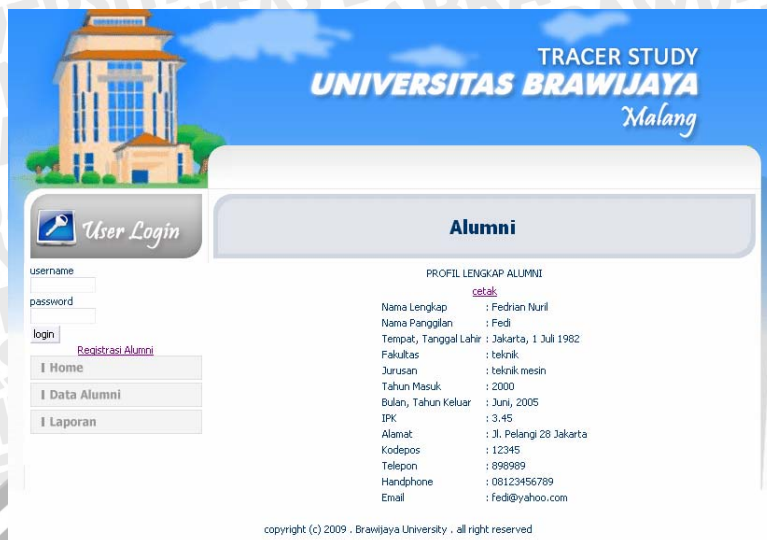 TRACER STUDY
UNIVERSITAS BRAWIJAYA
Malang
User Login
Alumni
username
password
login
Registrasi Alumni
Home
Data Alumni
Laporan
PROFIL LENGKAP ALUMNI
cetak
Nama Lengkap : Fedrian Nuril
Nama Panggilan : Fedi
Tempat, Tanggal Lahir : Jakarta, 1 Juli 1982
Fakultas : teknik
Jurusan : teknik mesin
Tahun Masuk : 2000
Bulan, Tahun Keluar : Juni, 2005
IPK : 3.45
Alamat : Jl. Pelangi 28 Jakarta
Kodepos : 12345
Telepon : 898989
Handphone : 08123456789
Email : fedi@yahoo.com
copyright (c) 2009 . Brawijaya University . all right reserved